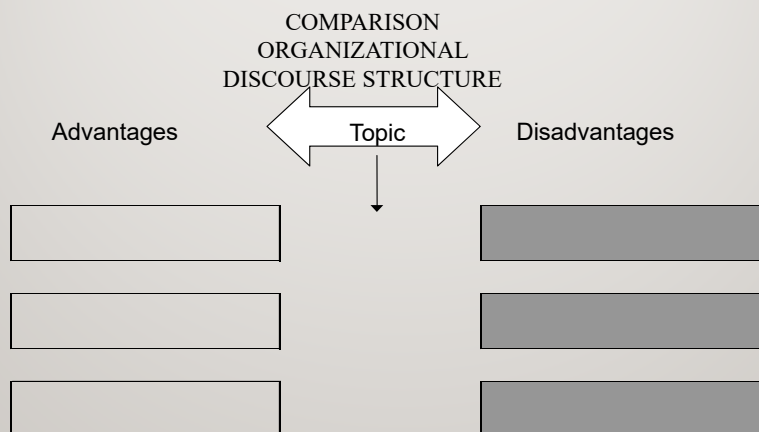 COMPARISON
ORGANIZATIONAL
DISCOURSE STRUCTURE
Advantages
Topic
Disadvantages